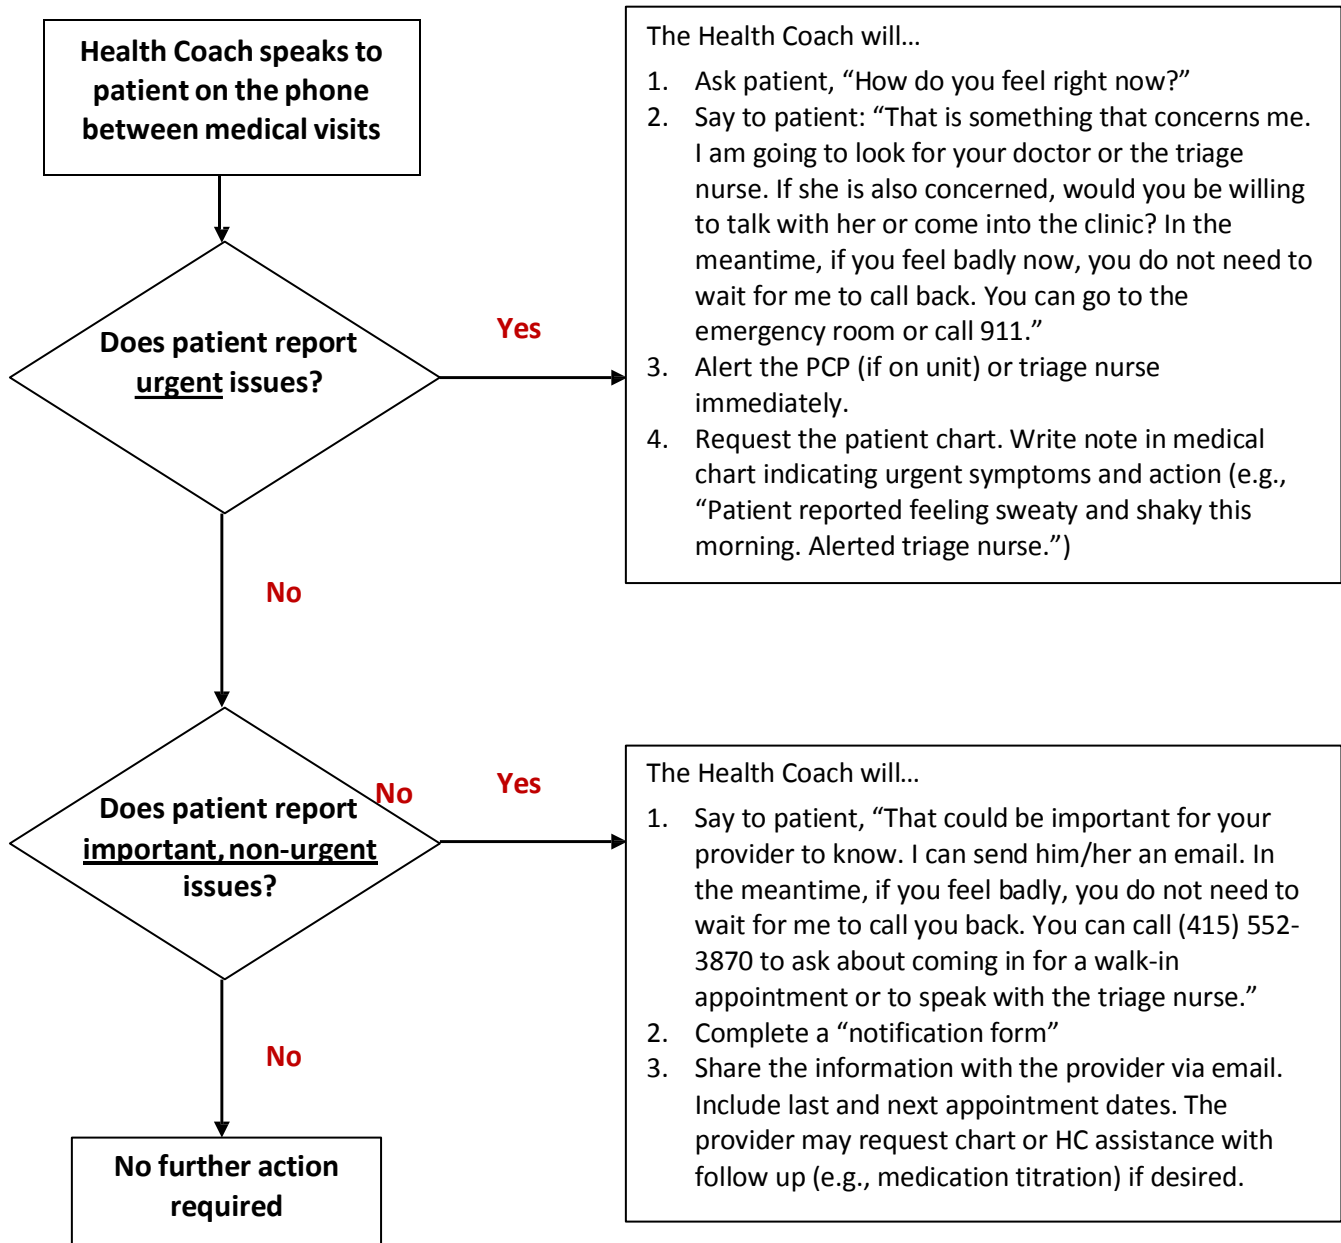 Health Coach speaks to
patient on the phone
between medical visits
Does patient report
urgent issues?
Yes
The Health Coach will…
1. Ask patient, “How do you feel right now?”
2. Say to patient: “That is something that concerns me.
I am going to look for your doctor or the triage
nurse. If she is also concerned, would you be willing
to talk with her or come into the clinic? In the
meantime, if you feel badly now, you do not need to
wait for me to call back. You can go to the
emergency room or call 911.”
3. Alert the PCP (if on unit) or triage nurse
immediately.
4. Request the patient chart. Write note in medical
chart indicating urgent symptoms and action (e.g.,
“Patient reported feeling sweaty and shaky this
morning. Alerted triage nurse.”)
No
Does patient report
important, non-urgent
issues?
No
Yes
The Health Coach will…
1. Say to patient, “That could be important for your
provider to know. I can send him/her an email. In
the meantime, if you feel badly, you do not need to
wait for me to call you back. You can call (415) 552-
3870 to ask about coming in for a walk-in
appointment or to speak with the triage nurse.”
2. Complete a “notification form”
3. Share the information with the provider via email.
Include last and next appointment dates. The
provider may request chart or HC assistance with
follow up (e.g., medication titration) if desired.
No
No further action
required